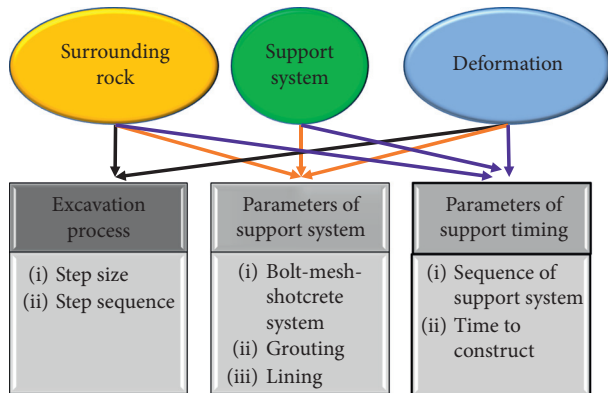 Surrounding
rock
Support
system
Deformation
Excavation
process
(i) Step size
(ii) Step sequence
Parameters of
support system
(i) Bolt-mesh-
shotcrete
system
(ii) Grouting
(iii) Lining
Parameters of
support timing
(i) Sequence of
support system
(ii) Time to
construct